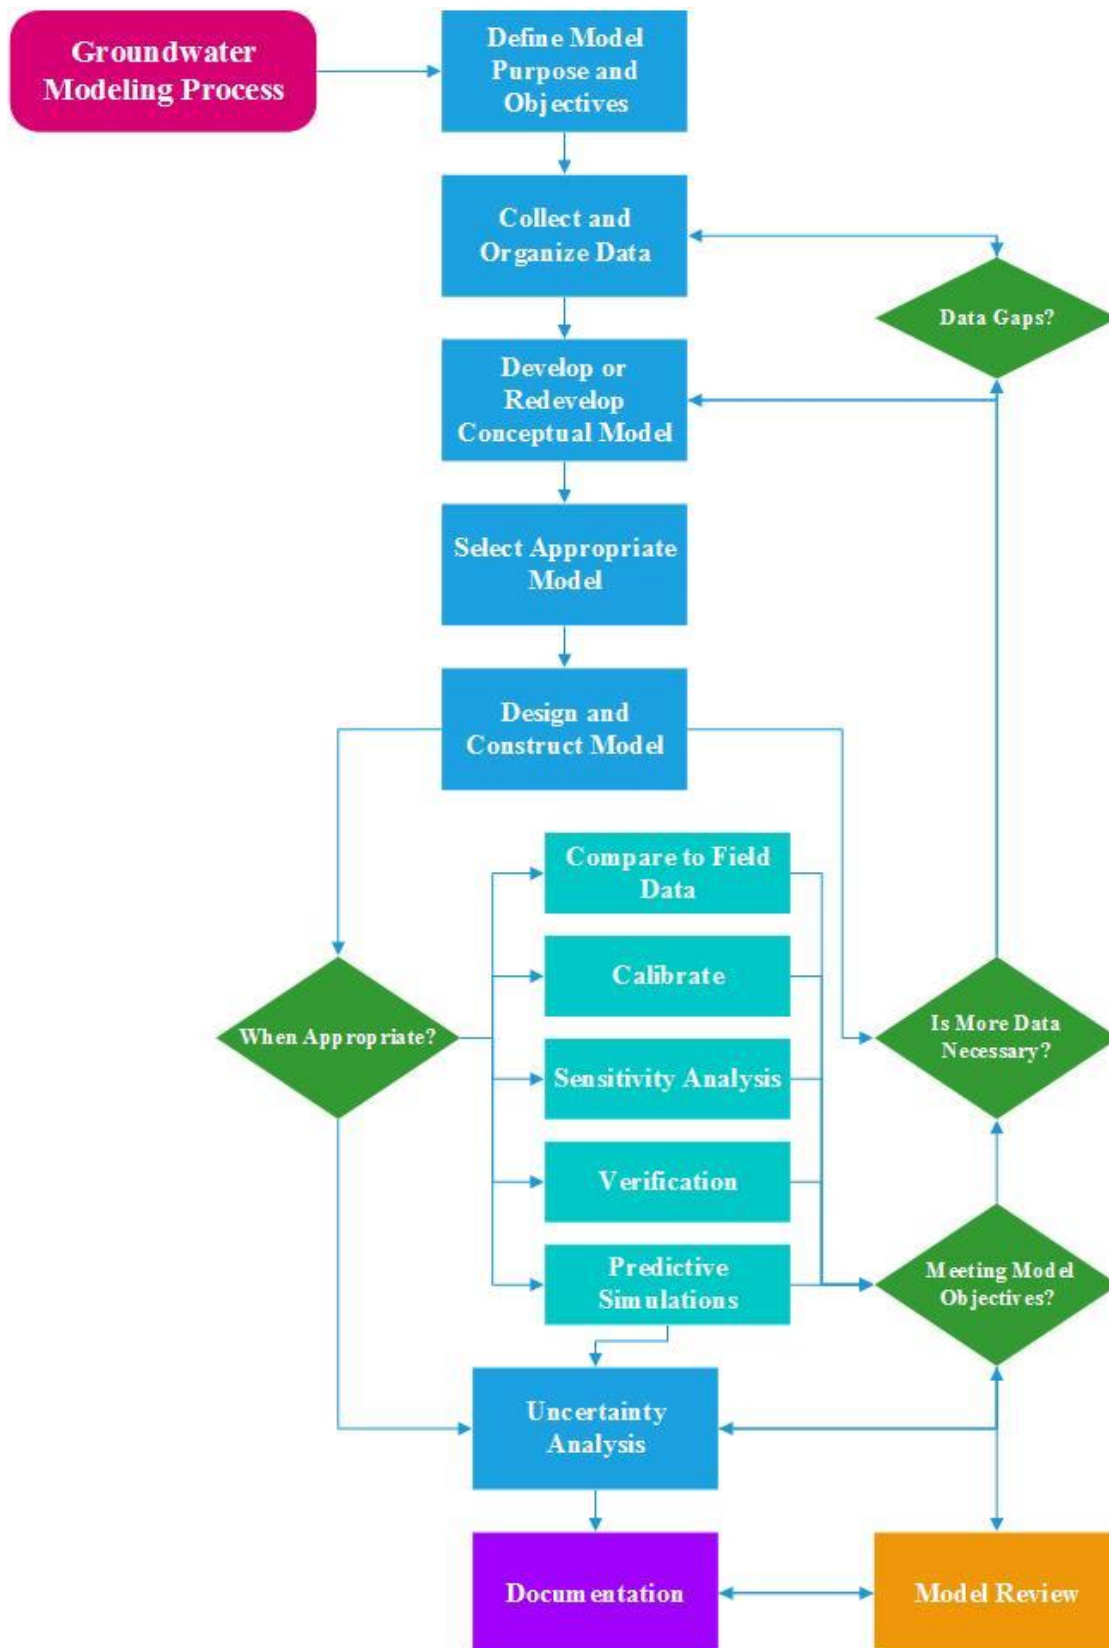 Groundwater
Modeling Process
Define Model
Purpose and
Objectives
Collect and
Organize Data
Data Gaps?
Develop or
Redevelop
Conceptual Model
Select Appropriate
Model
Design and
Construct Model
Compare to Field
Data
Calibrate
When Appropriate?
Is More Data
Necessary?
Sensitivity Analysis
Verification
Predictive
Simulations
Meeting Model
Objectives?
Uncertainty
Analysis
Documentation
Model Review